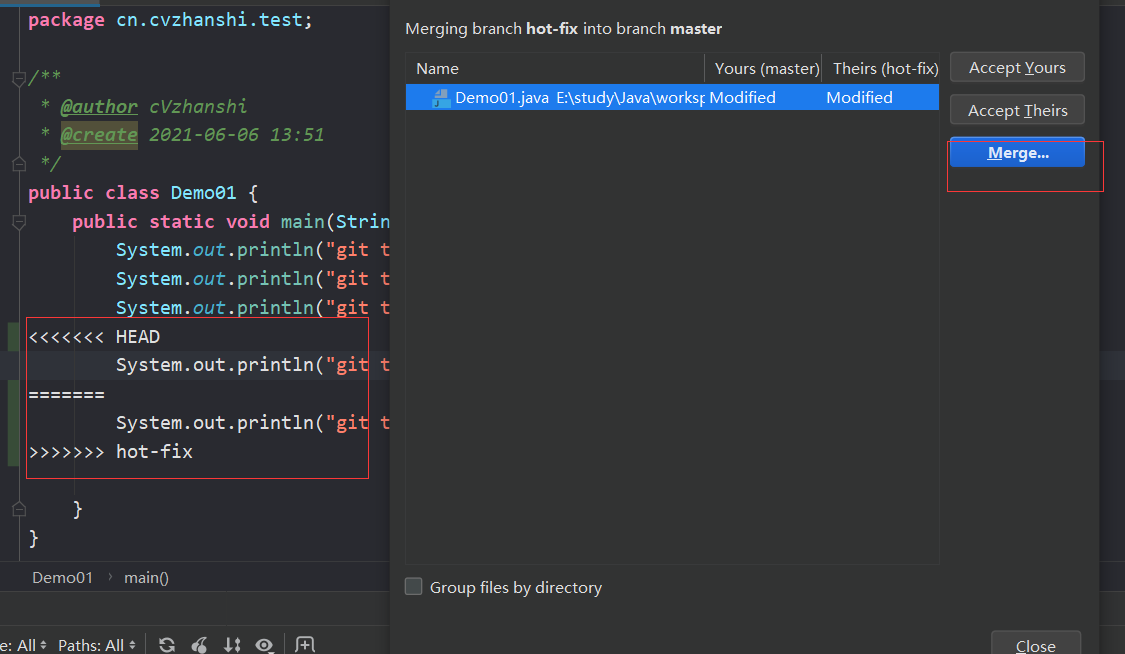 package cn.cvzhanshi.test;
/**
* @author cVzhanshi
* @create 2021-06-06 13:51
*/
public class Demo01 {
public static void main(Strin
System.out.println("git t
System.out.println("git t
System.out.println("git t
<<<<<<< HEAD
System.out.println("git t
=======
System.out.println("git t
>>>>>>> hot-fix
}
}
Demo01 › main()
e: All Paths: All
Merging branch hot-fix into branch master
Name Yours (master) Theirs (hot-fix)
Demo01.java E:\study\Java\worksp Modified Modified
Accept Yours
Accept Theirs
Merge...
Group files by directory
Close